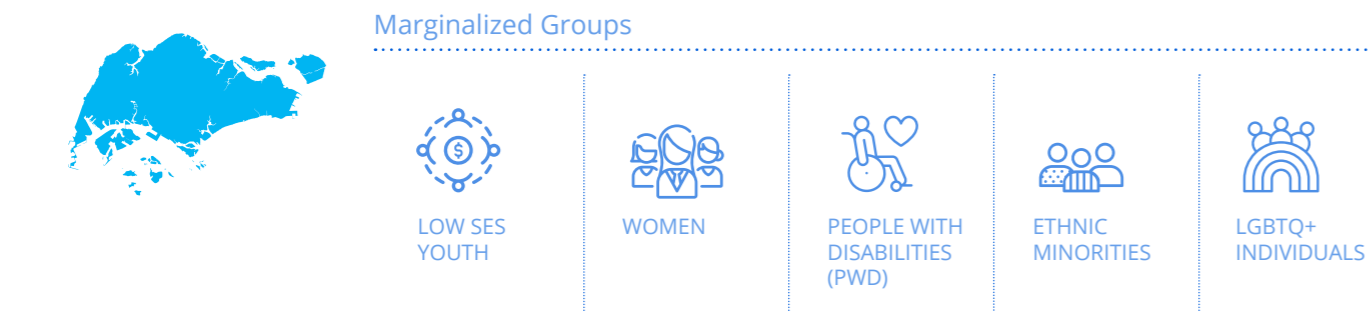 Marginalized Groups
$
LOW SES
YOUTH
WOMEN
PEOPLE WITH
DISABILITIES
(PWD)
ETHNIC
MINORITIES
LGBTQ+
INDIVIDUALS